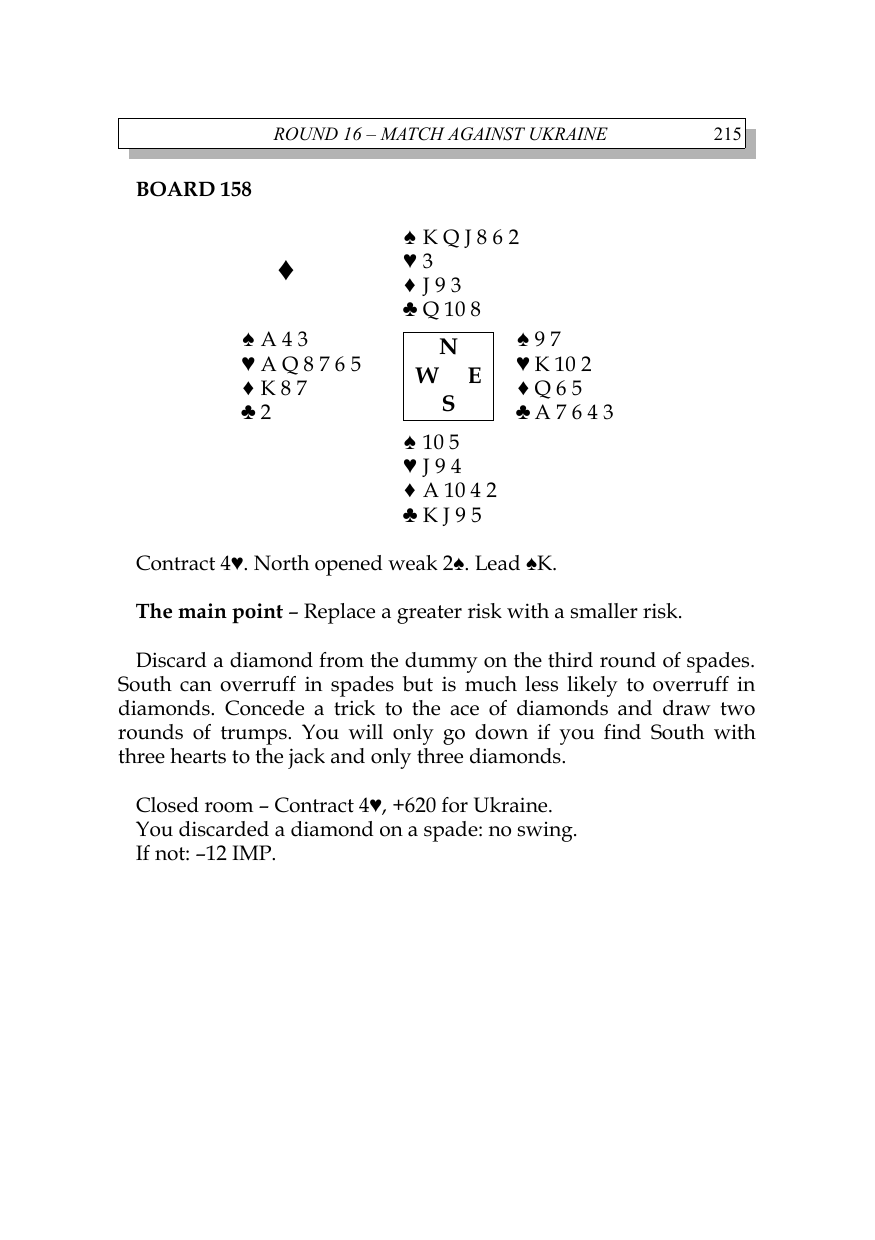 ROUND 16 – MATCH AGAINST UKRAINE 215
BOARD 158
♦
♠ K Q J 8 6 2
♥ 3
♦ J 9 3
♣ Q 10 8
♠ A 4 3
♥ A Q 8 7 6 5
♦ K 8 7
♣ 2
N
W E
S
♠ 9 7
♥ K 10 2
♦ Q 6 5
♣ A 7 6 4 3
♠ 10 5
♥ J 9 4
♦ A 10 4 2
♣ K J 9 5
Contract 4♥. North opened weak 2♠. Lead ♠K.
The main point – Replace a greater risk with a smaller risk.
Discard a diamond from the dummy on the third round of spades.
South can overruff in spades but is much less likely to overruff in
diamonds. Concede a trick to the ace of diamonds and draw two
rounds of trumps. You will only go down if you find South with
three hearts to the jack and only three diamonds.
Closed room – Contract 4♥, +620 for Ukraine.
You discarded a diamond on a spade: no swing.
If not: –12 IMP.